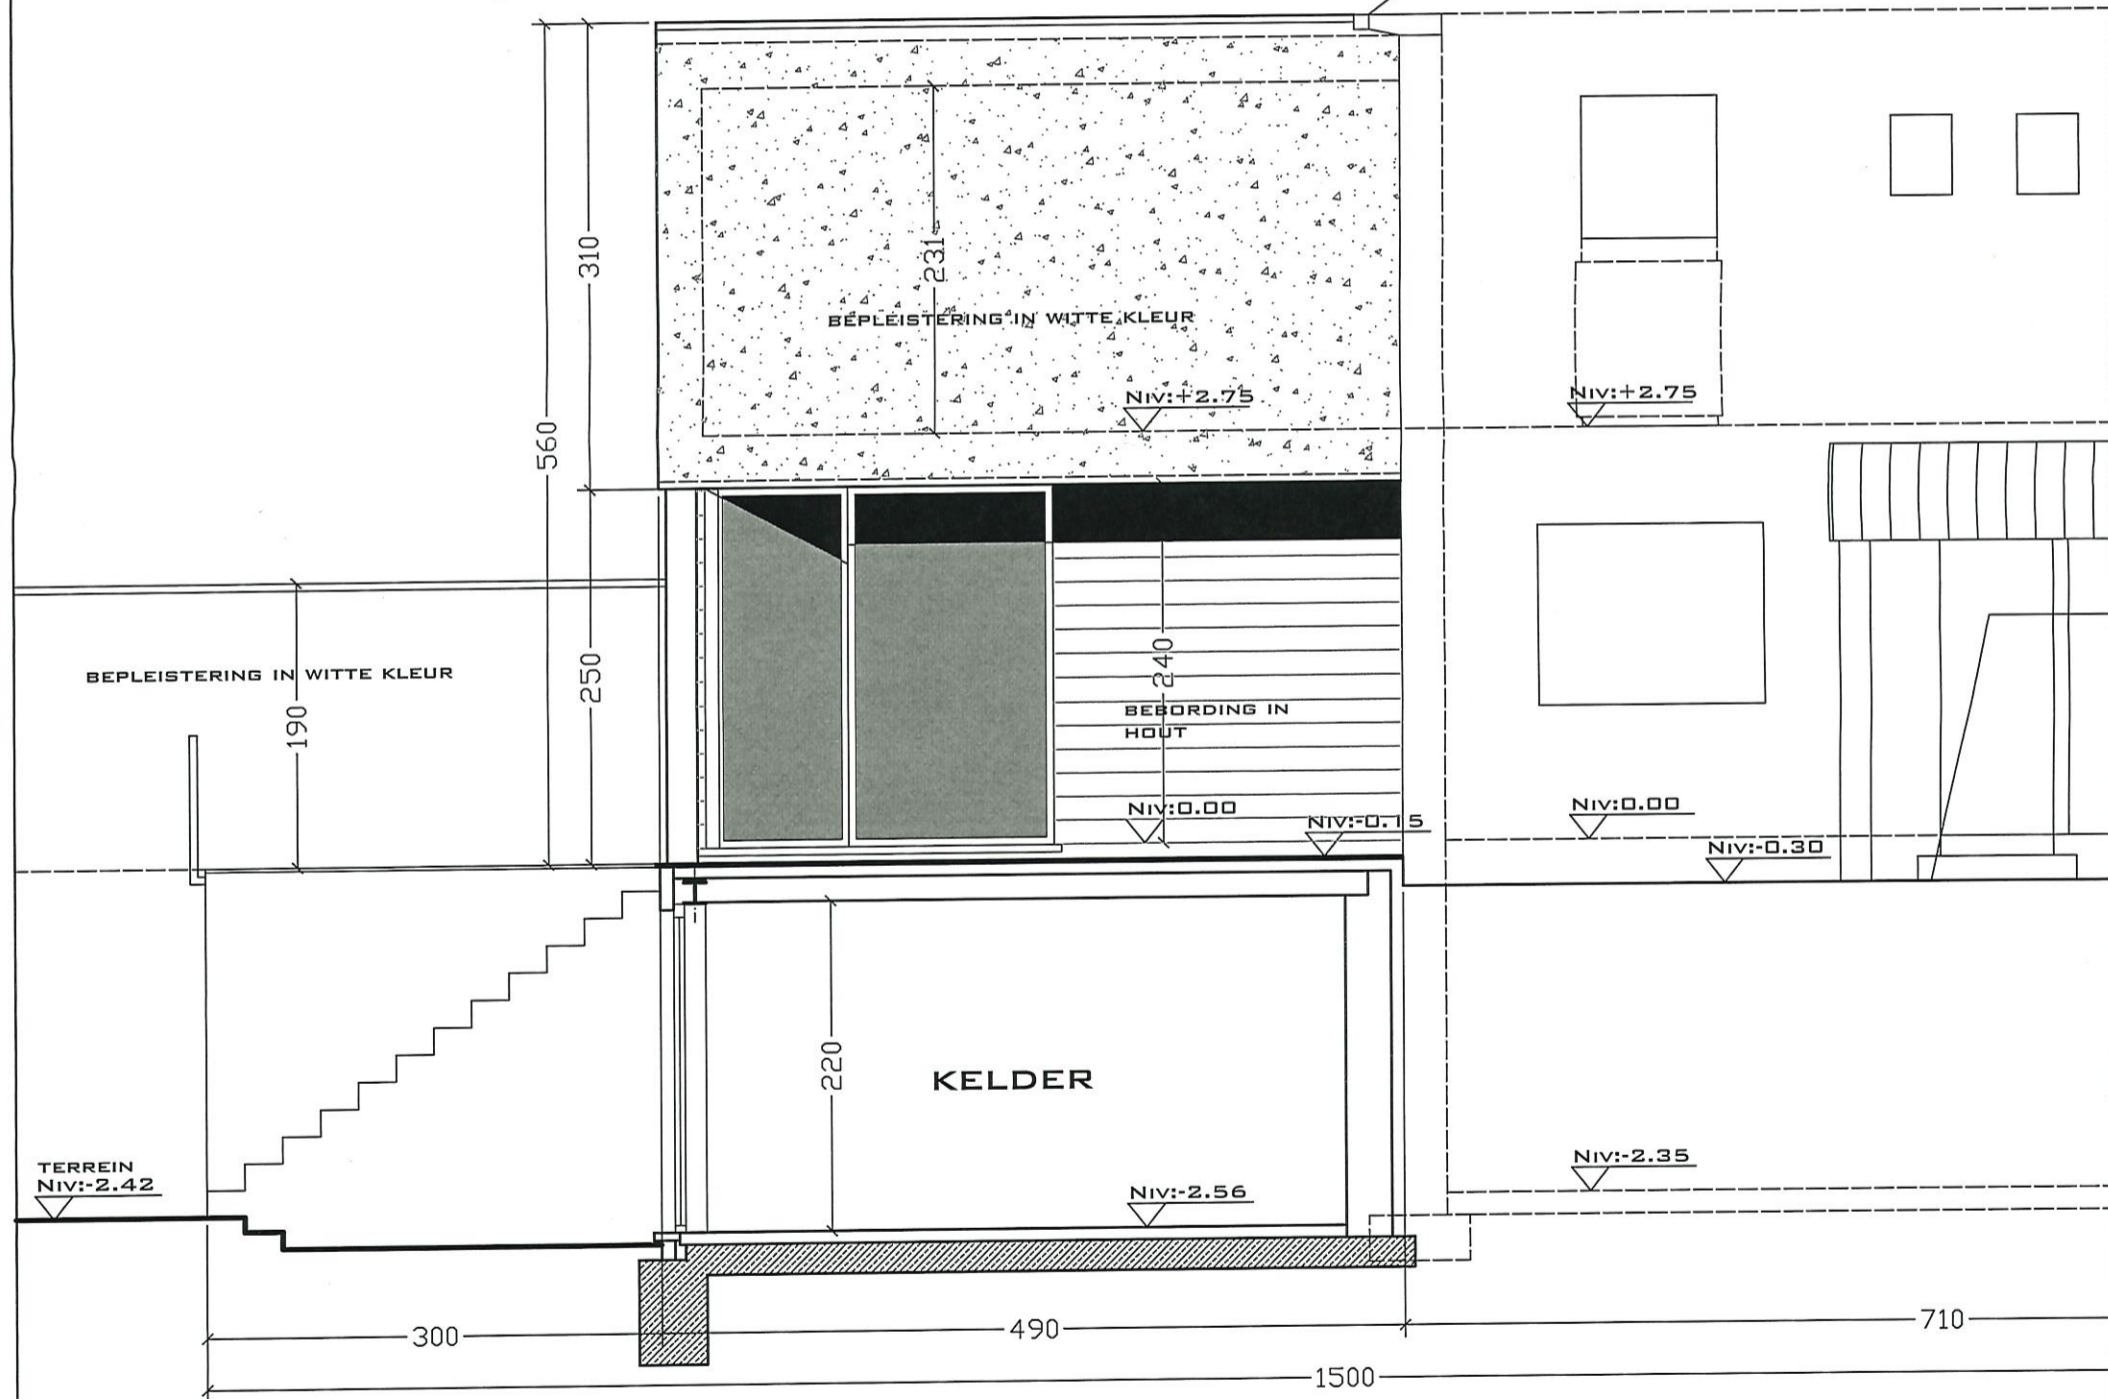 310
231
BEPLEISTERING IN WITTE KLEUR
Niv:+2.75
Niv:+2.75
560
250
240
190
BEPLEISTERING IN WITTE KLEUR
BEBORDING IN
HOUT
Niv:0.00
Niv:-0.15
Niv:0.00
Niv:-0.30
220
KELDER
TERREIN
Niv:-2.42
Niv:-2.56
Niv:-2.35
300
490
710
1500